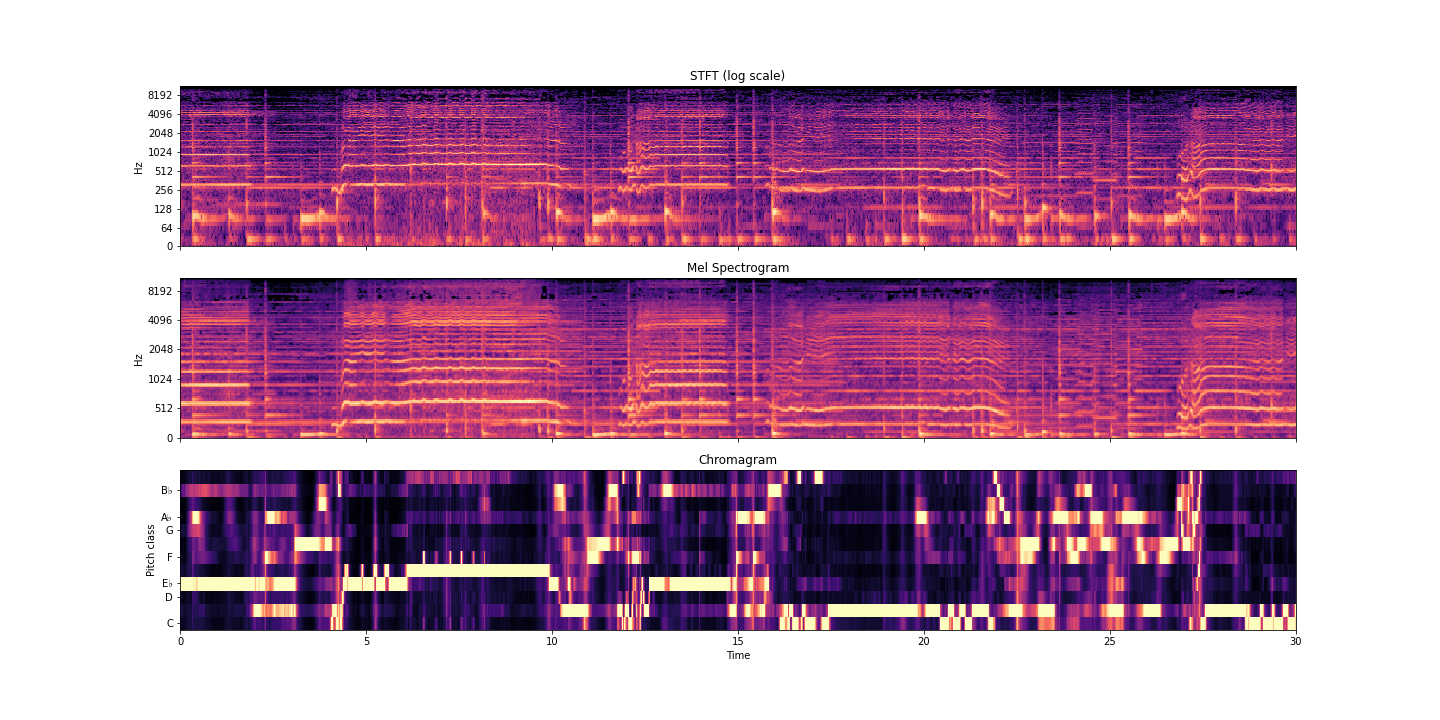 STFT (log scale)
8192
4096
2048
1024
512
256
128
64
0
Hz
Mel Spectrogram
8192
4096
2048
1024
512
0
Hz
Chromagram
B♭
A♭
G
F
E♭
D
C
Pitch class
0 5 10 15 20 25 30
Time